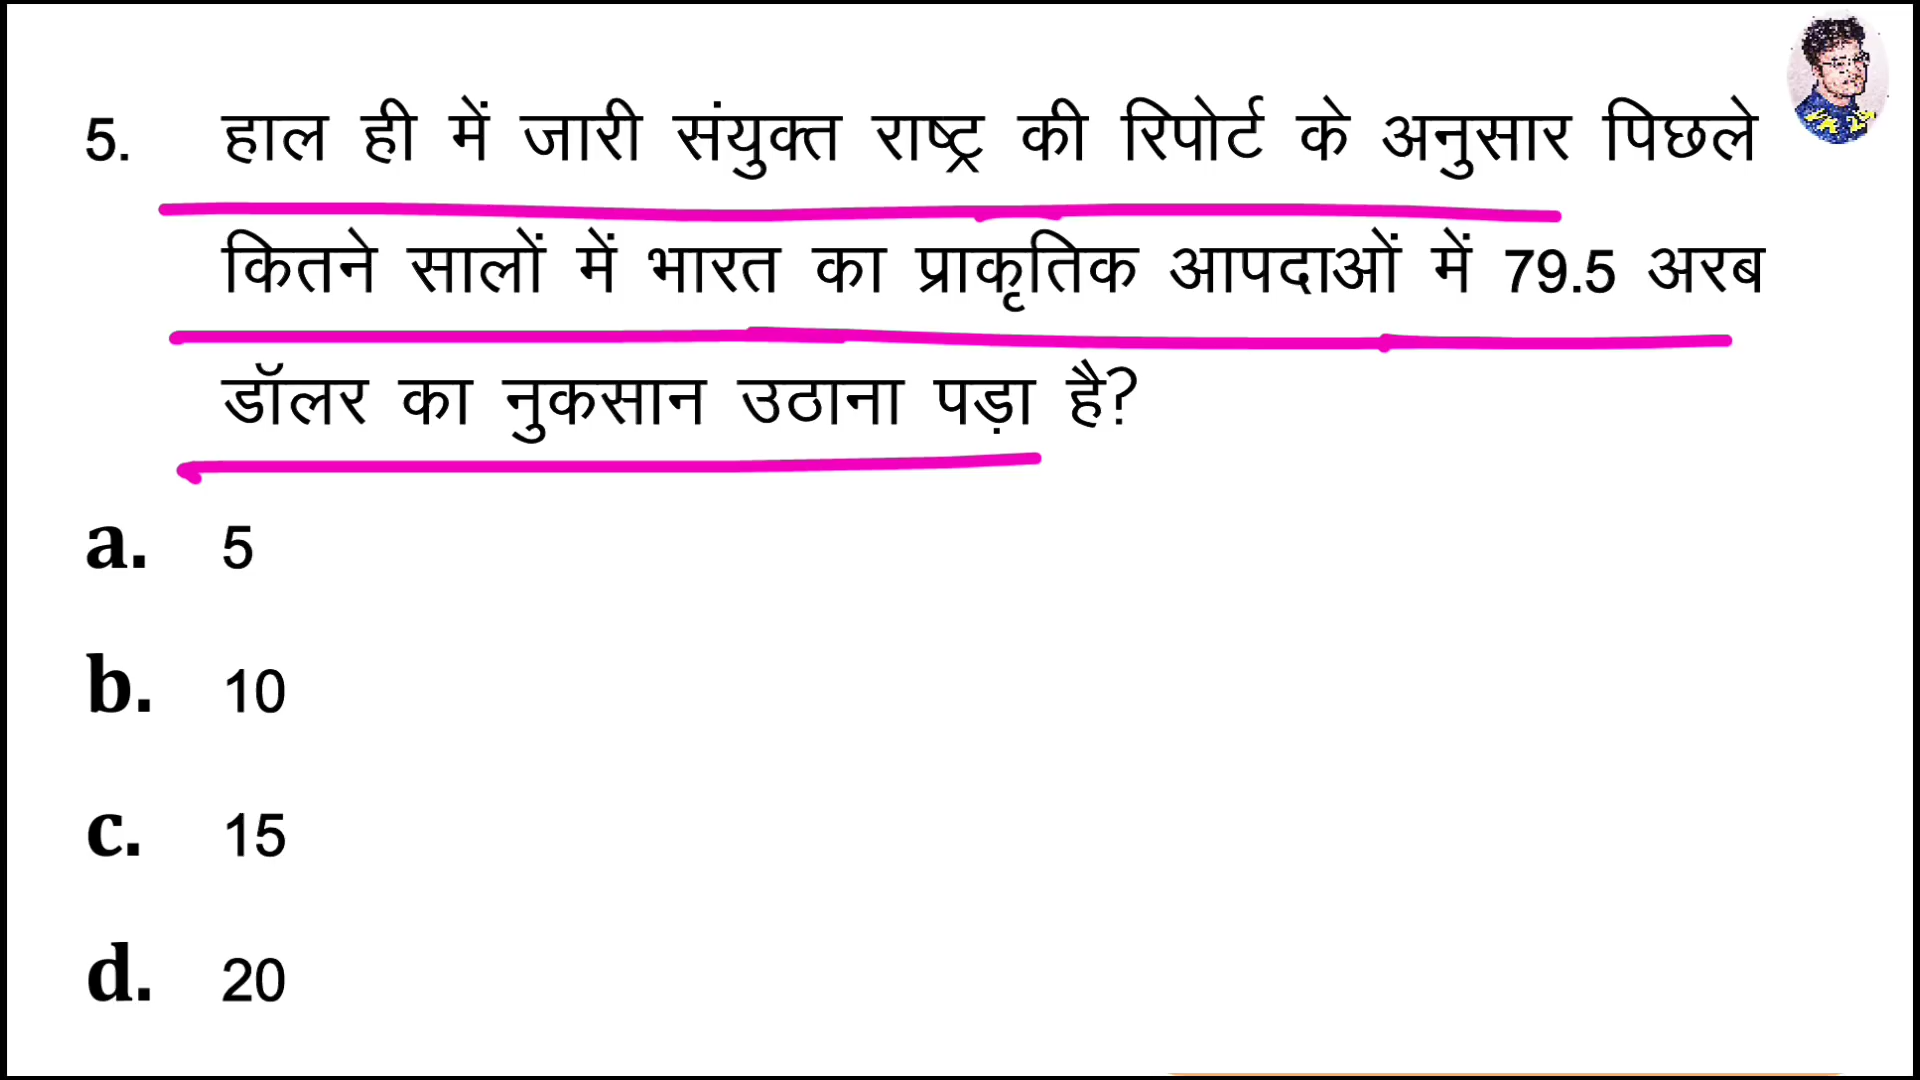 5. हाल ही में जारी संयुक्त राष्ट्र की रिपोर्ट के अनुसार पिछले
कितने सालों में भारत का प्राकृतिक आपदाओं में 79.5 अरब
डॉलर का नुकसान उठाना पड़ा है?
a. 5
b. 10
c. 15
d. 20